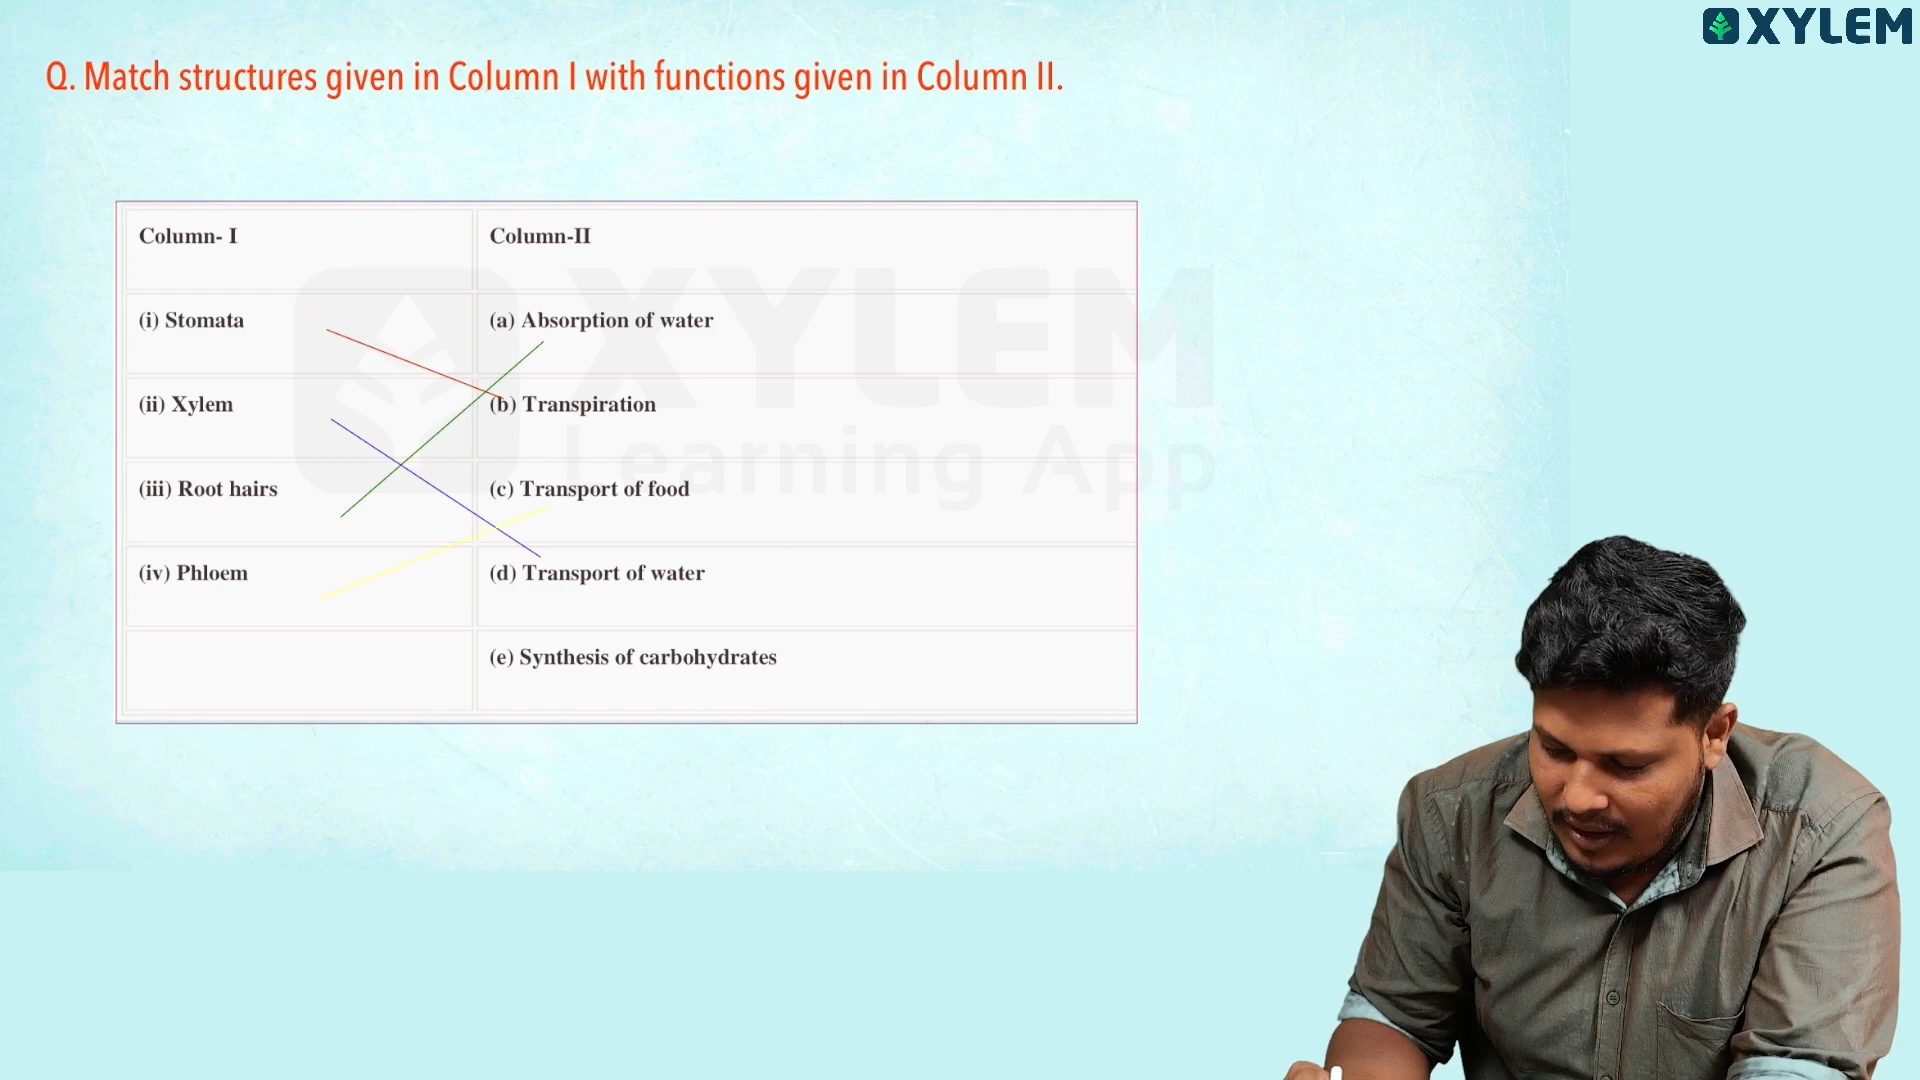 XYLEM
Q. Match structures given in Column I with functions given in Column II.
Column- I
Column-II
(i) Stomata
(a) Absorption of water
(ii) Xylem
(b) Transpiration
(iii) Root hairs
(c) Transport of food
(iv) Phloem
(d) Transport of water
(e) Synthesis of carbohydrates
XYLEM
Learning App